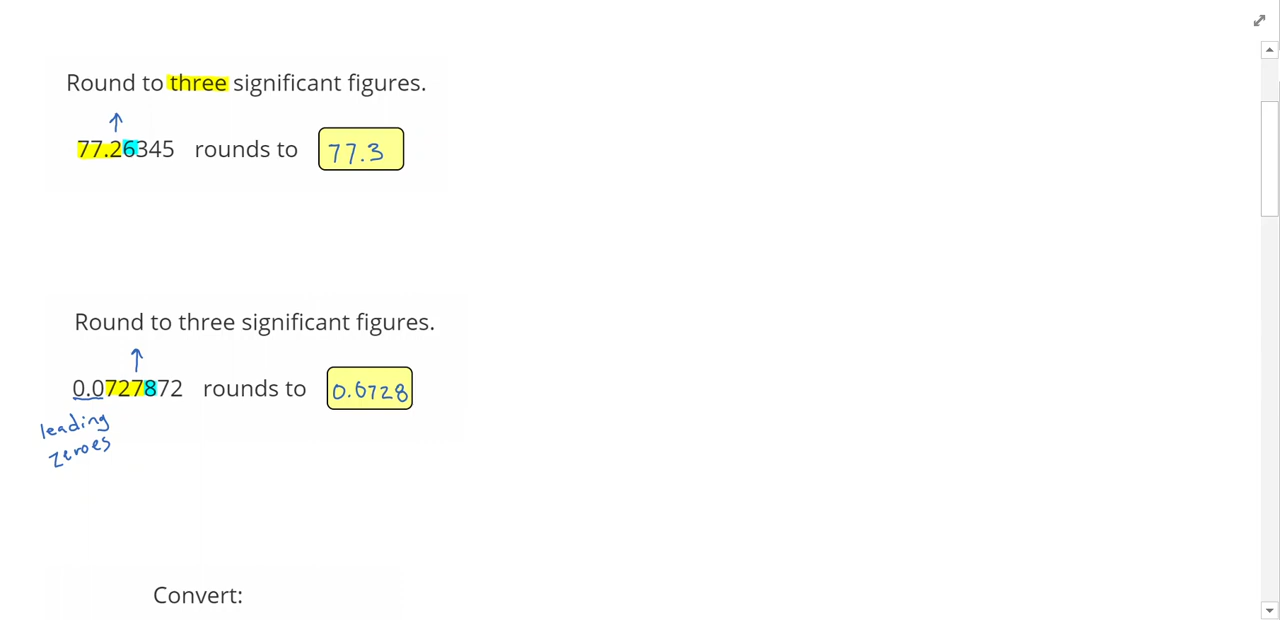 Round to three significant figures.
77.26345 rounds to 77.3
Round to three significant figures.
0.0727872 rounds to 0.0728
leading
zeroes
Convert: